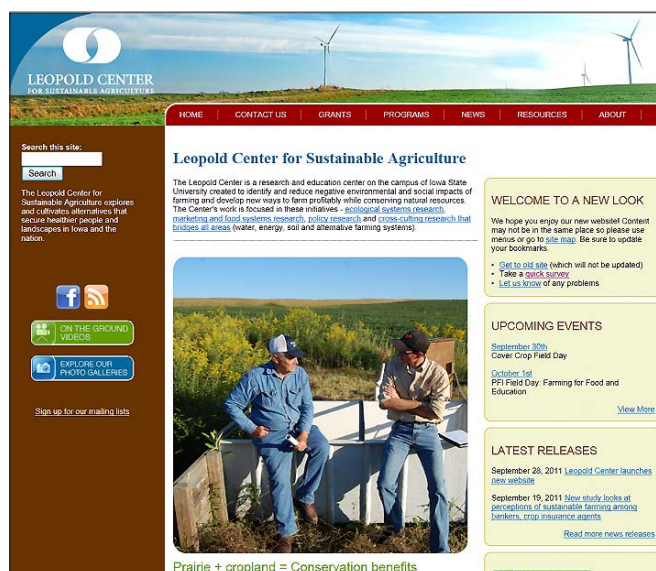 LEOPOLD CENTER
FOR SUSTAINABLE AGRICULTURE
HOME
CONTACT US
GRANTS
PROGRAMS
NEWS
RESOURCES
ABOUT
Search this site:
Search
The Leopold Center for
Sustainable Agriculture explores
and cultivates alternatives that
secure healthier people and
landscapes in Iowa and the
nation.
ON THE GROUND
VIDEOS
EXPLORE OUR
PHOTO GALLERIES
Sign up for our mailing lists
Leopold Center for Sustainable Agriculture
The Leopold Center is a research and education center on the campus of Iowa State
University created to identify and reduce negative environmental and social impacts of
farming and develop new ways to farm profitably while conserving natural resources.
The Center's work is focused in these initiatives - ecological systems research,
marketing and food systems research, policy research and cross-cutting research that
bridges all areas (water, energy, soil and alternative farming systems).
Prairie + cropland = Conservation benefits
WELCOME TO A NEW LOOK
We hope you enjoy our new website! Content
may not be in the same place so please use
menus or go to site map. Be sure to update
your bookmarks.
• Get to old site (which will not be updated)
• Take a quick survey
• Let us know of any problems
UPCOMING EVENTS
September 30th
Cover Crop Field Day
October 1st
PFI Field Day: Farming for Food and
Education
View More
LATEST RELEASES
September 28, 2011 Leopold Center launches
new website
September 19, 2011 New study looks at
perceptions of sustainable farming among
bankers, crop insurance agents
Read more news releases